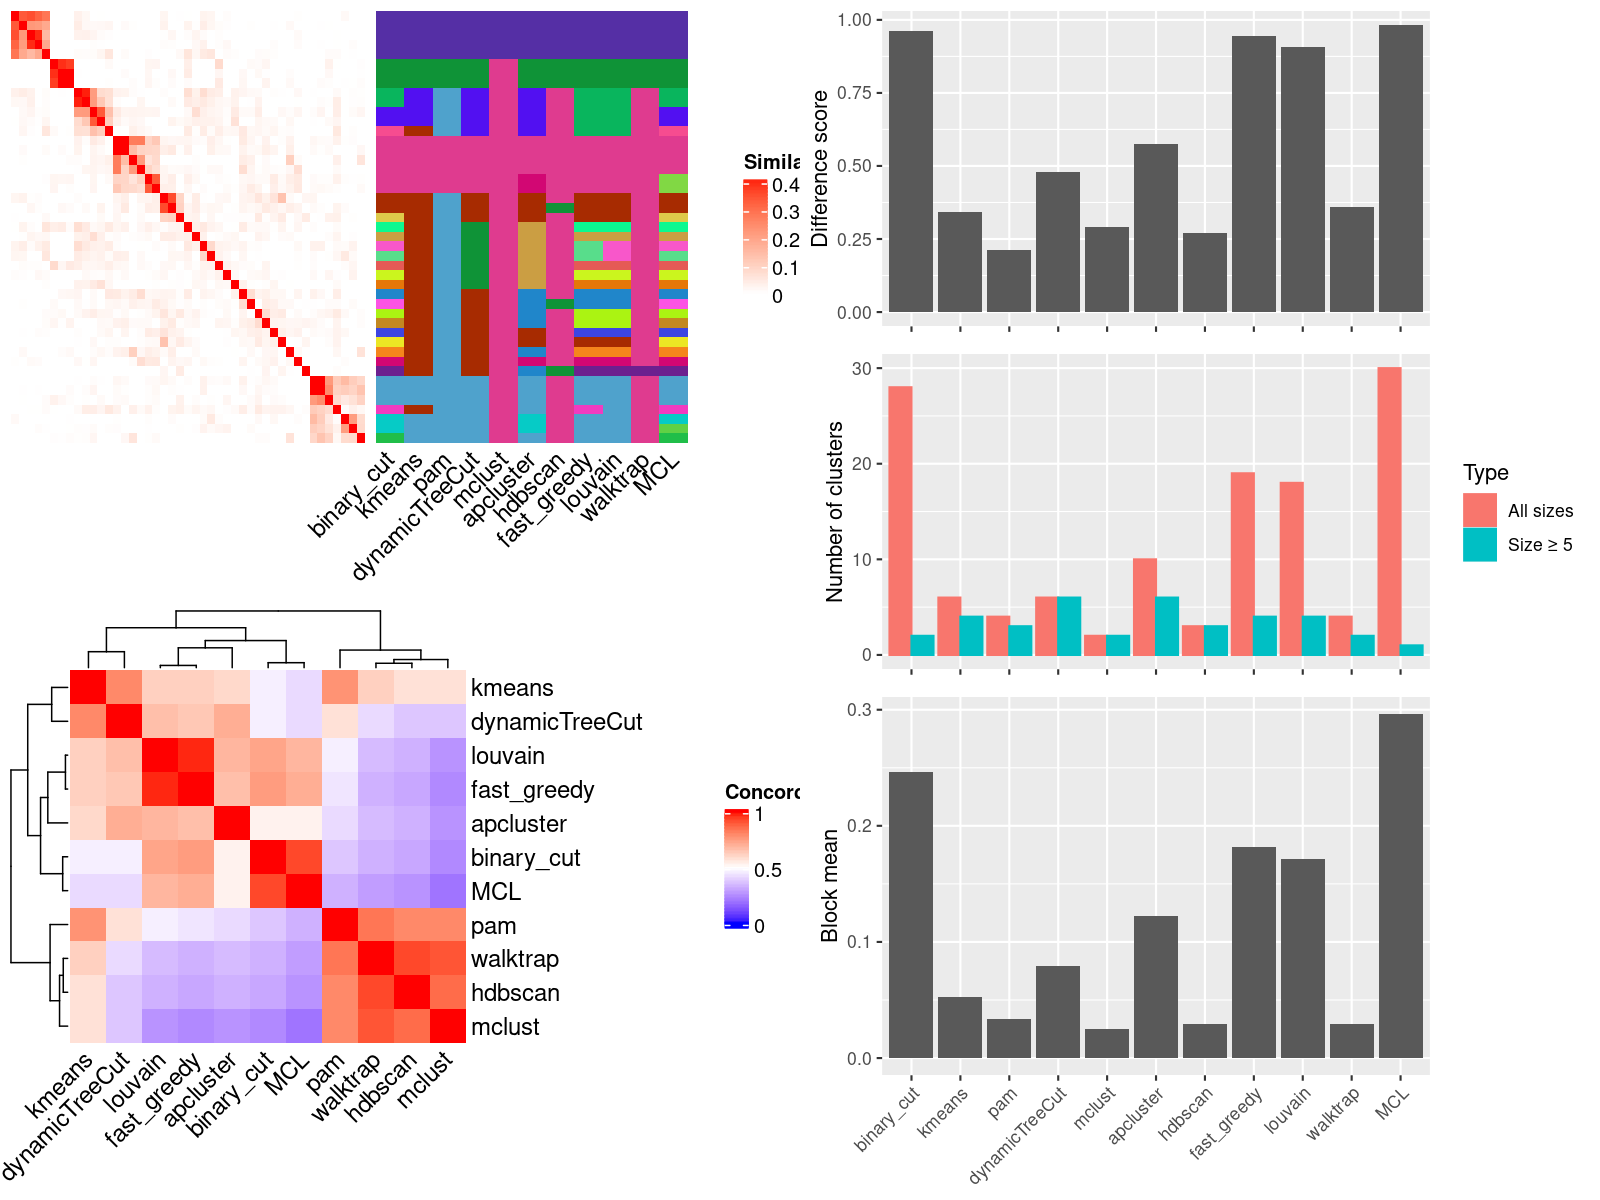 Simila
0.4
0.3
0.2
0.1
0
binary_cut
kmeans
pam
dynamicTreeCut
mclust
apcluster
hdbscan
fast_greedy
louvain
walktrap
MCL
Difference score
1.00
0.75
0.50
0.25
0.00
Number of clusters
30
20
10
0
Type
All sizes
Size ≥ 5
kmeans
dynamicTreeCut
louvain
fast_greedy
apcluster
binary_cut
MCL
pam
walktrap
hdbscan
mclust
Concord
1
0.5
0
kmeans
dynamicTreeCut
louvain
fast_greedy
apcluster
binary_cut
MCL
pam
walktrap
hdbscan
mclust
Block mean
0.3
0.2
0.1
0.0
binary_cut
kmeans
pam
dynamicTreeCut
mclust
apcluster
hdbscan
fast_greedy
louvain
walktrap
MCL